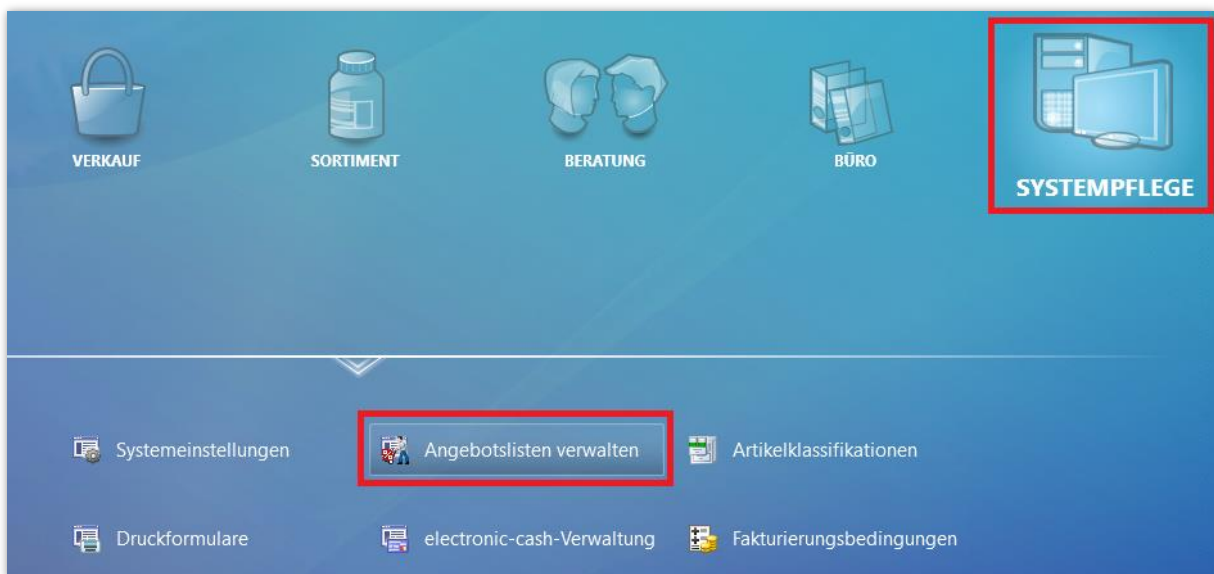 VERKAUF
SORTIMENT
BERATUNG
BÜRO
SYSTEMPFLEGE
Systemeinstellungen
Angebotslisten verwalten
Artikelklassifikationen
Druckformulare
electronic-cash-Verwaltung
Fakturierungsbedingungen